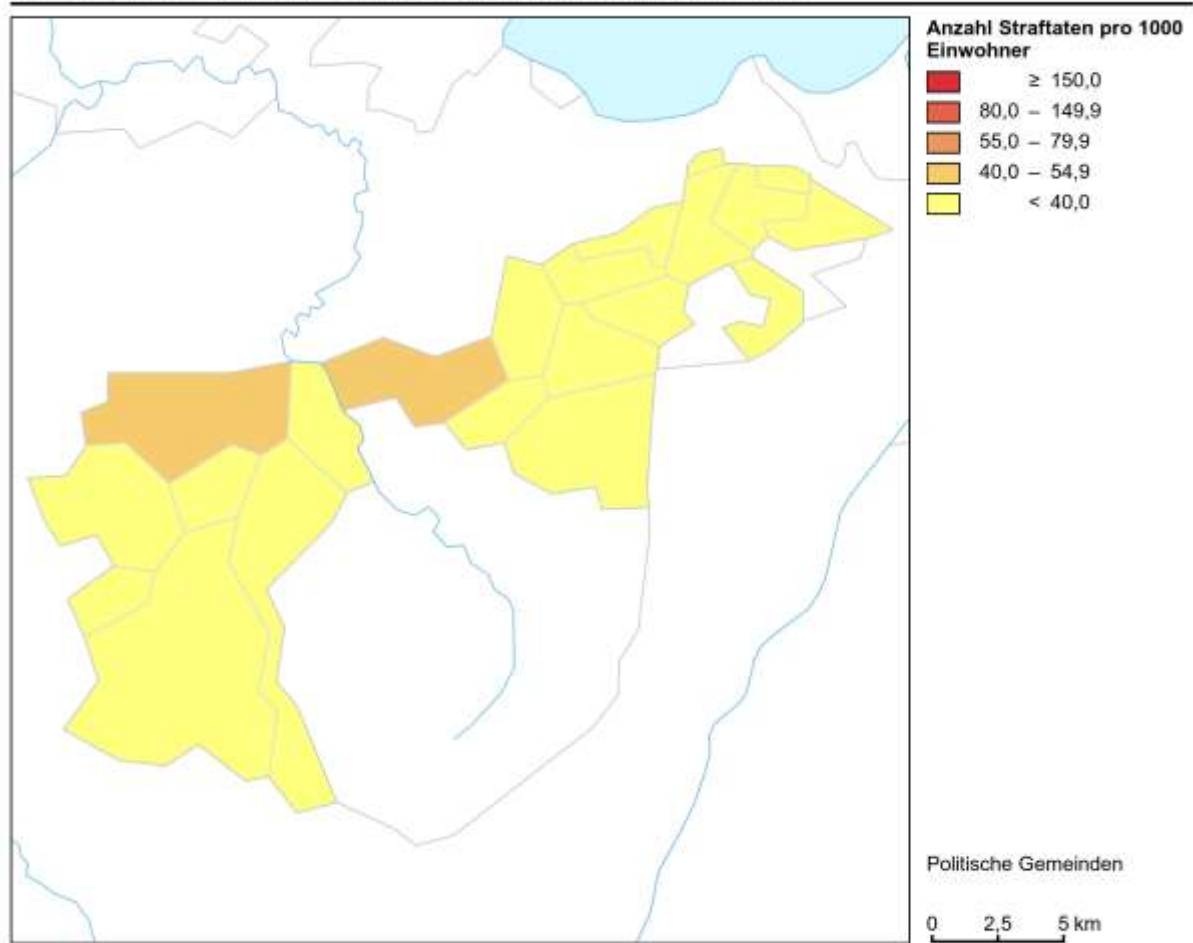 Anzahl Straftaten pro 1000
Einwohner
≥ 150,0
80,0 – 149,9
55,0 – 79,9
40,0 – 54,9
< 40,0
Politische Gemeinden
0 2,5 5 km